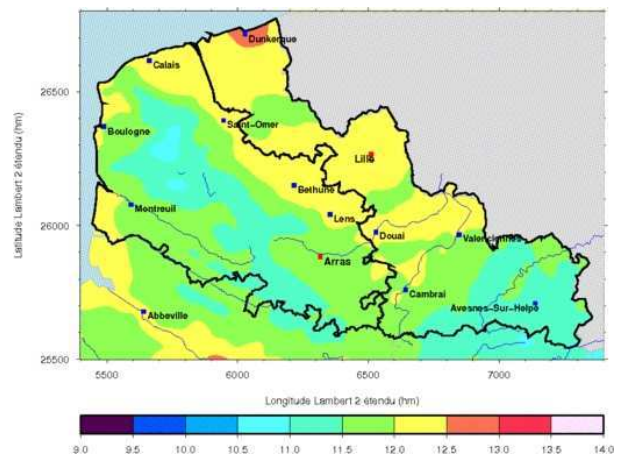 Latitude Lambert 2 étendu (hm)
26500
26000
25500
Dunkerque
Calais
Boulogne
Saint-Omer
Lille
Bethune
Lens
Montreuil
Douai
Valenciennes
Arras
Cambrai
Avesnes-Sur-Helpe
Abbeville
5500 6000 6500 7000
Longitude Lambert 2 étendu (hm)
9.0 9.5 10.0 10.5 11.0 11.5 12.0 12.5 13.0 13.5 14.0